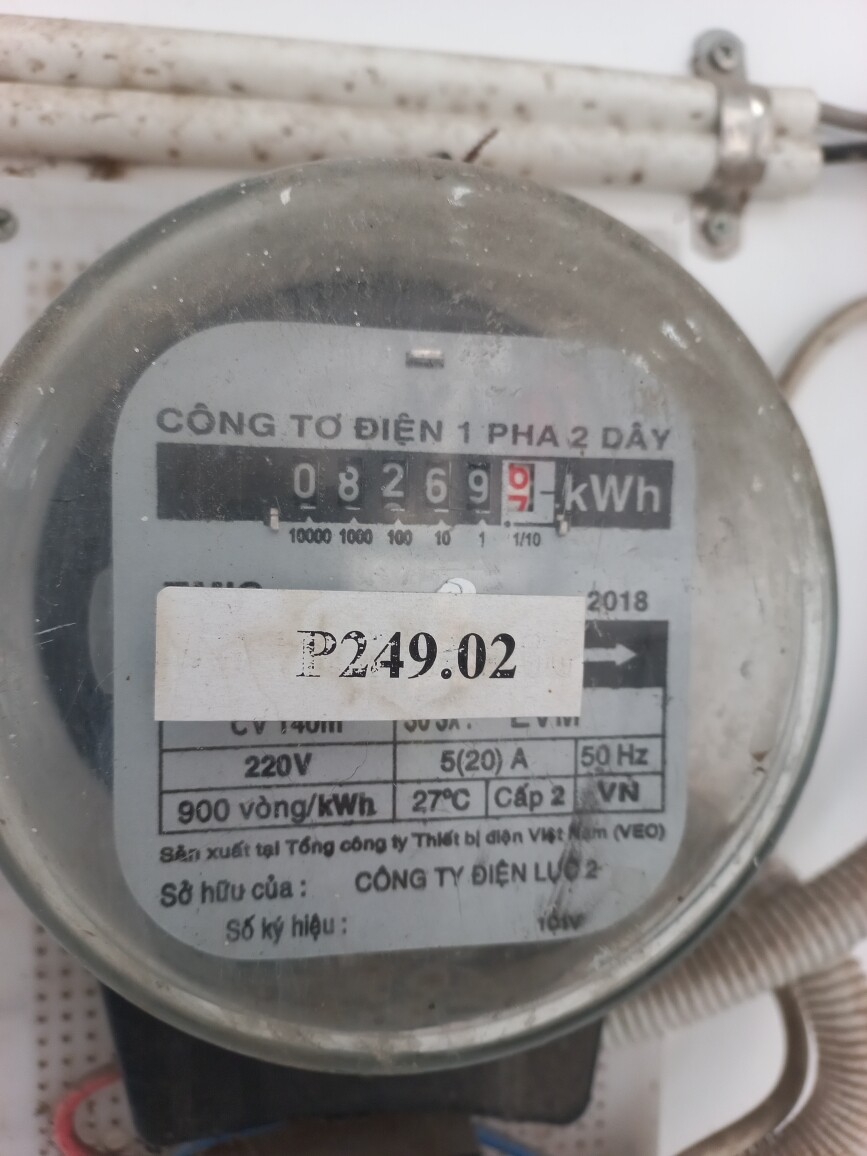 CÔNG TƠ ĐIỆN 1 PHA 2 DÂY
0 8 2 6 9 kWh
10000 1000 100 10 1 1/10
2018
P249.02
CV 140m
220V 5(20) A 50 Hz
900 vòng/kWh 27°C Cấp 2 VN
Sản xuất tại Tổng công ty Thiết bị điện Việt Nam (VEC)
Sở hữu của : CÔNG TY ĐIỆN LỰC 2
Số ký hiệu :